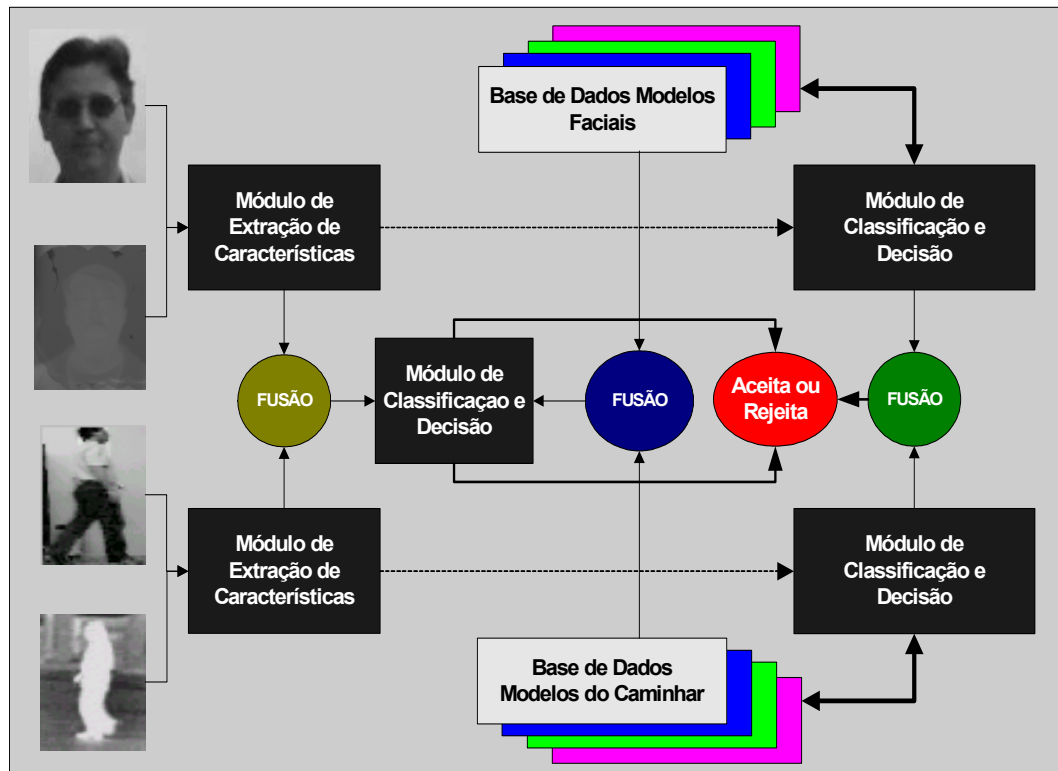 Base de Dados Modelos
Faciais
Módulo de
Extração de
Características
Módulo de
Classificação e
Decisão
FUSÃO
Módulo de
Classificaçao e
Decisão
FUSÃO
Aceita ou
Rejeita
FUSÃO
Módulo de
Extração de
Características
Módulo de
Classificação e
Decisão
Base de Dados
Modelos do Caminhar